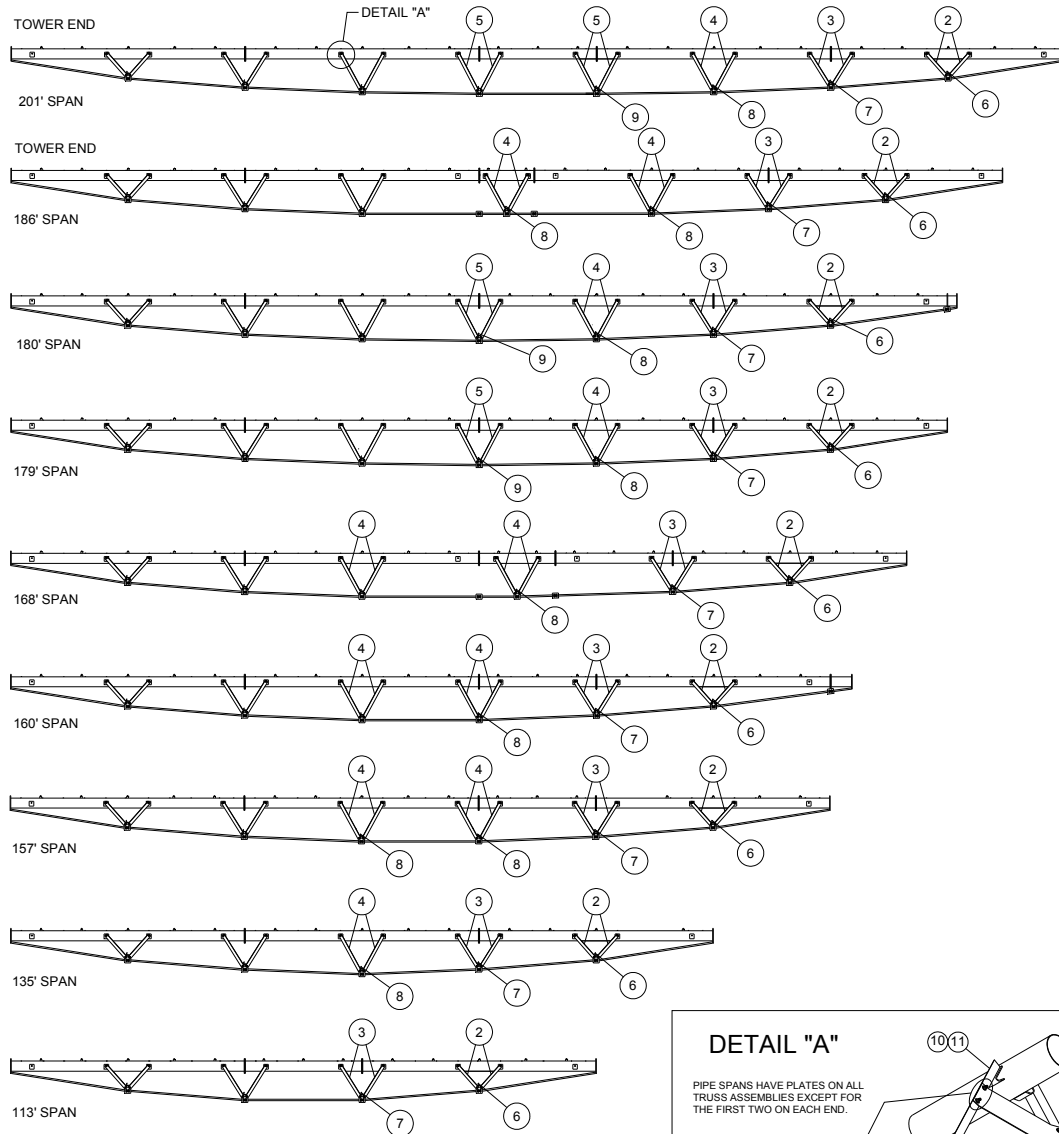 TOWER END
DETAIL "A"
5 5 4 3 2
201' SPAN
9 8 7 6
TOWER END
4 4 3 2
186' SPAN
8 8 7 6
5 4 3 2
180' SPAN
9 8 7 6
5 4 3 2
179' SPAN
9 8 7 6
4 4 3 2
168' SPAN
8 7 6
4 4 3 2
160' SPAN
8 7 6
4 4 3 2
157' SPAN
8 8 7 6
4 3 2
135' SPAN
8 7 6
3 2
113' SPAN
7 6
DETAIL "A"
10 11
PIPE SPANS HAVE PLATES ON ALL
TRUSS ASSEMBLIES EXCEPT FOR
THE FIRST TWO ON EACH END.